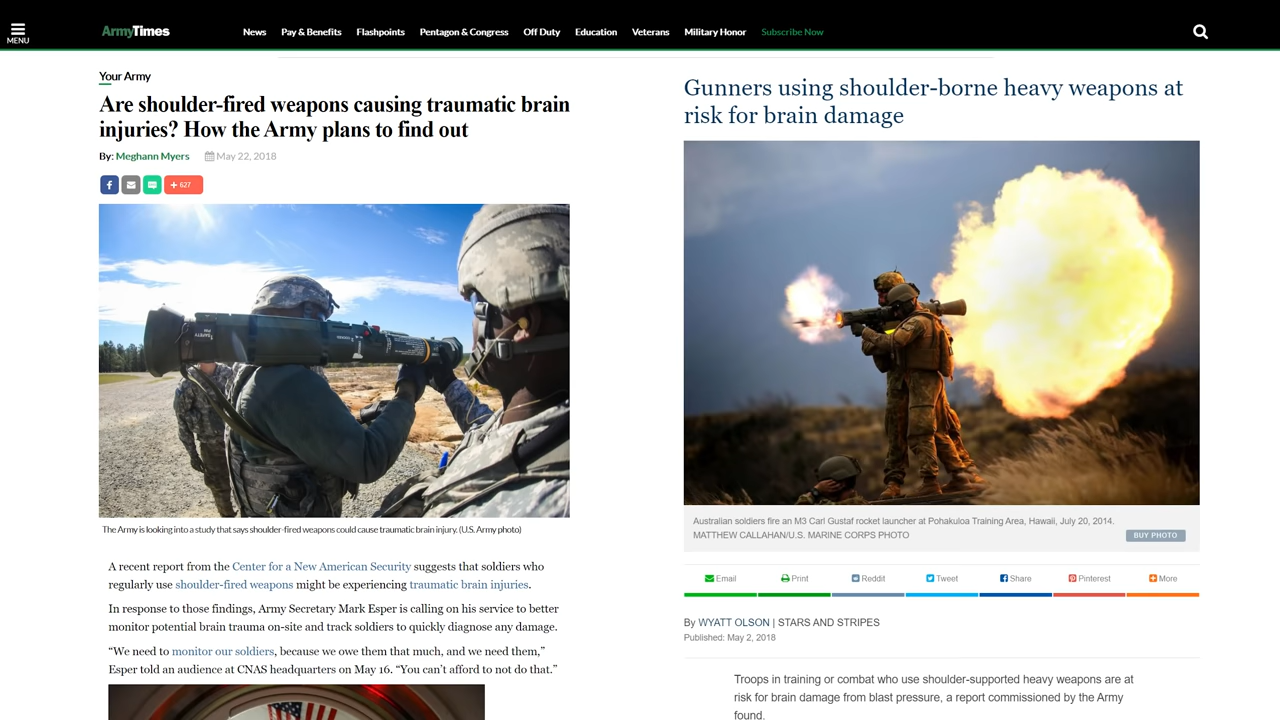 MENU
ArmyTimes
News Pay & Benefits Flashpoints Pentagon & Congress Off Duty Education Veterans Military Honor Subscribe Now
Your Army
Are shoulder-fired weapons causing traumatic brain
injuries? How the Army plans to find out
By: Meghann Myers May 22, 2018
+ 627
The Army is looking into a study that says shoulder-fired weapons could cause traumatic brain injury. (U.S. Army photo)
A recent report from the Center for a New American Security suggests that soldiers who
regularly use shoulder-fired weapons might be experiencing traumatic brain injuries.
In response to those findings, Army Secretary Mark Esper is calling on his service to better
monitor potential brain trauma on-site and track soldiers to quickly diagnose any damage.
“We need to monitor our soldiers, because we owe them that much, and we need them,”
Esper told an audience at CNAS headquarters on May 16. “You can’t afford to not do that.”
Gunners using shoulder-borne heavy weapons at
risk for brain damage
Australian soldiers fire an M3 Carl Gustaf rocket launcher at Pohakuloa Training Area, Hawaii, July 20, 2014.
MATTHEW CALLAHAN/U.S. MARINE CORPS PHOTO
BUY PHOTO
Email Print Reddit Tweet Share Pinterest More
By WYATT OLSON | STARS AND STRIPES
Published: May 2, 2018
Troops in training or combat who use shoulder-supported heavy weapons are at
risk for brain damage from blast pressure, a report commissioned by the Army
found.